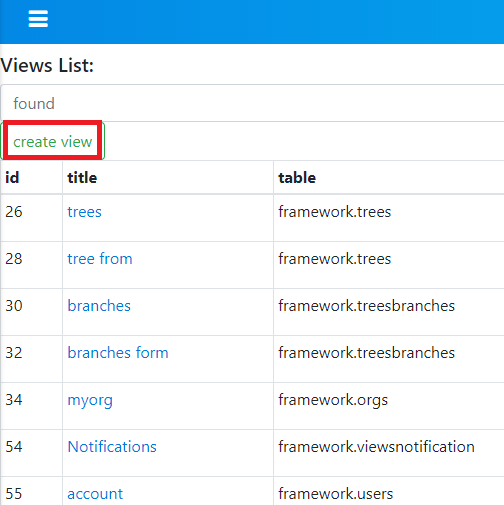 Views List:
found
create view
id title table
26 trees framework.trees
28 tree from framework.trees
30 branches framework.treesbranches
32 branches form framework.treesbranches
34 myorg framework.orgs
54 Notifications framework.viewsnotification
55 account framework.users